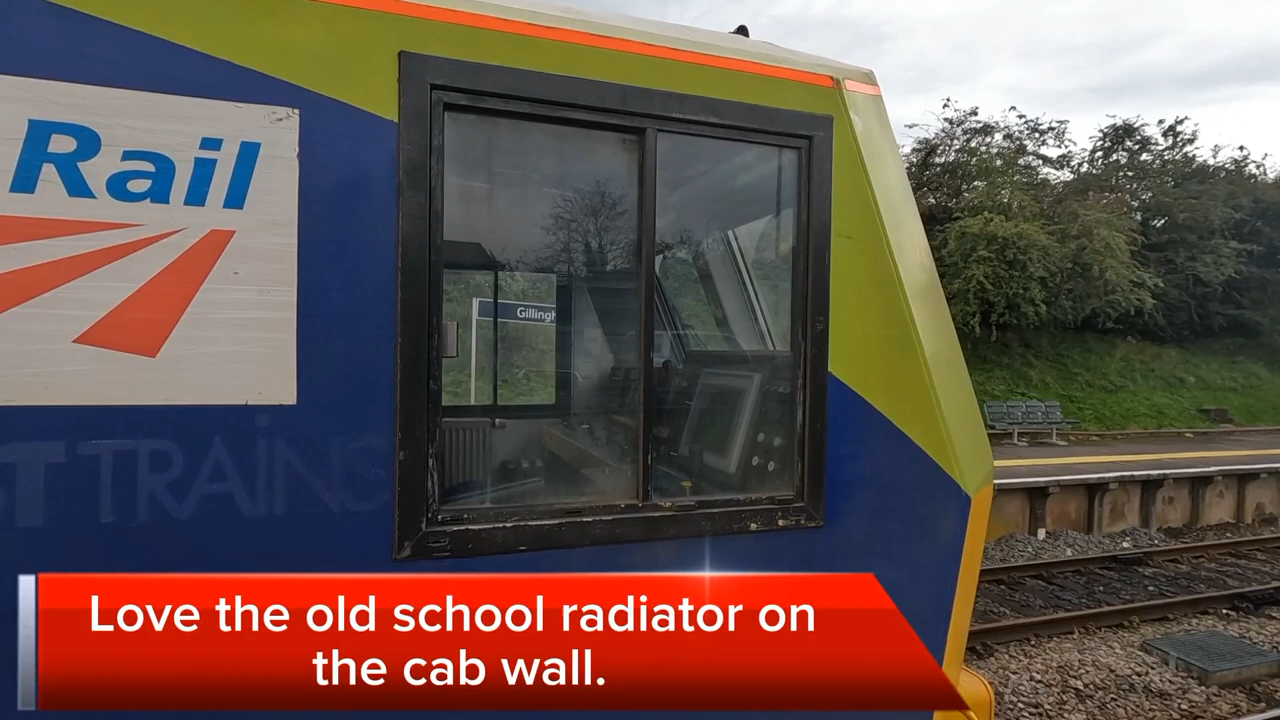 Rail
Gillingh
TRAINS
Love the old school radiator on
the cab wall.